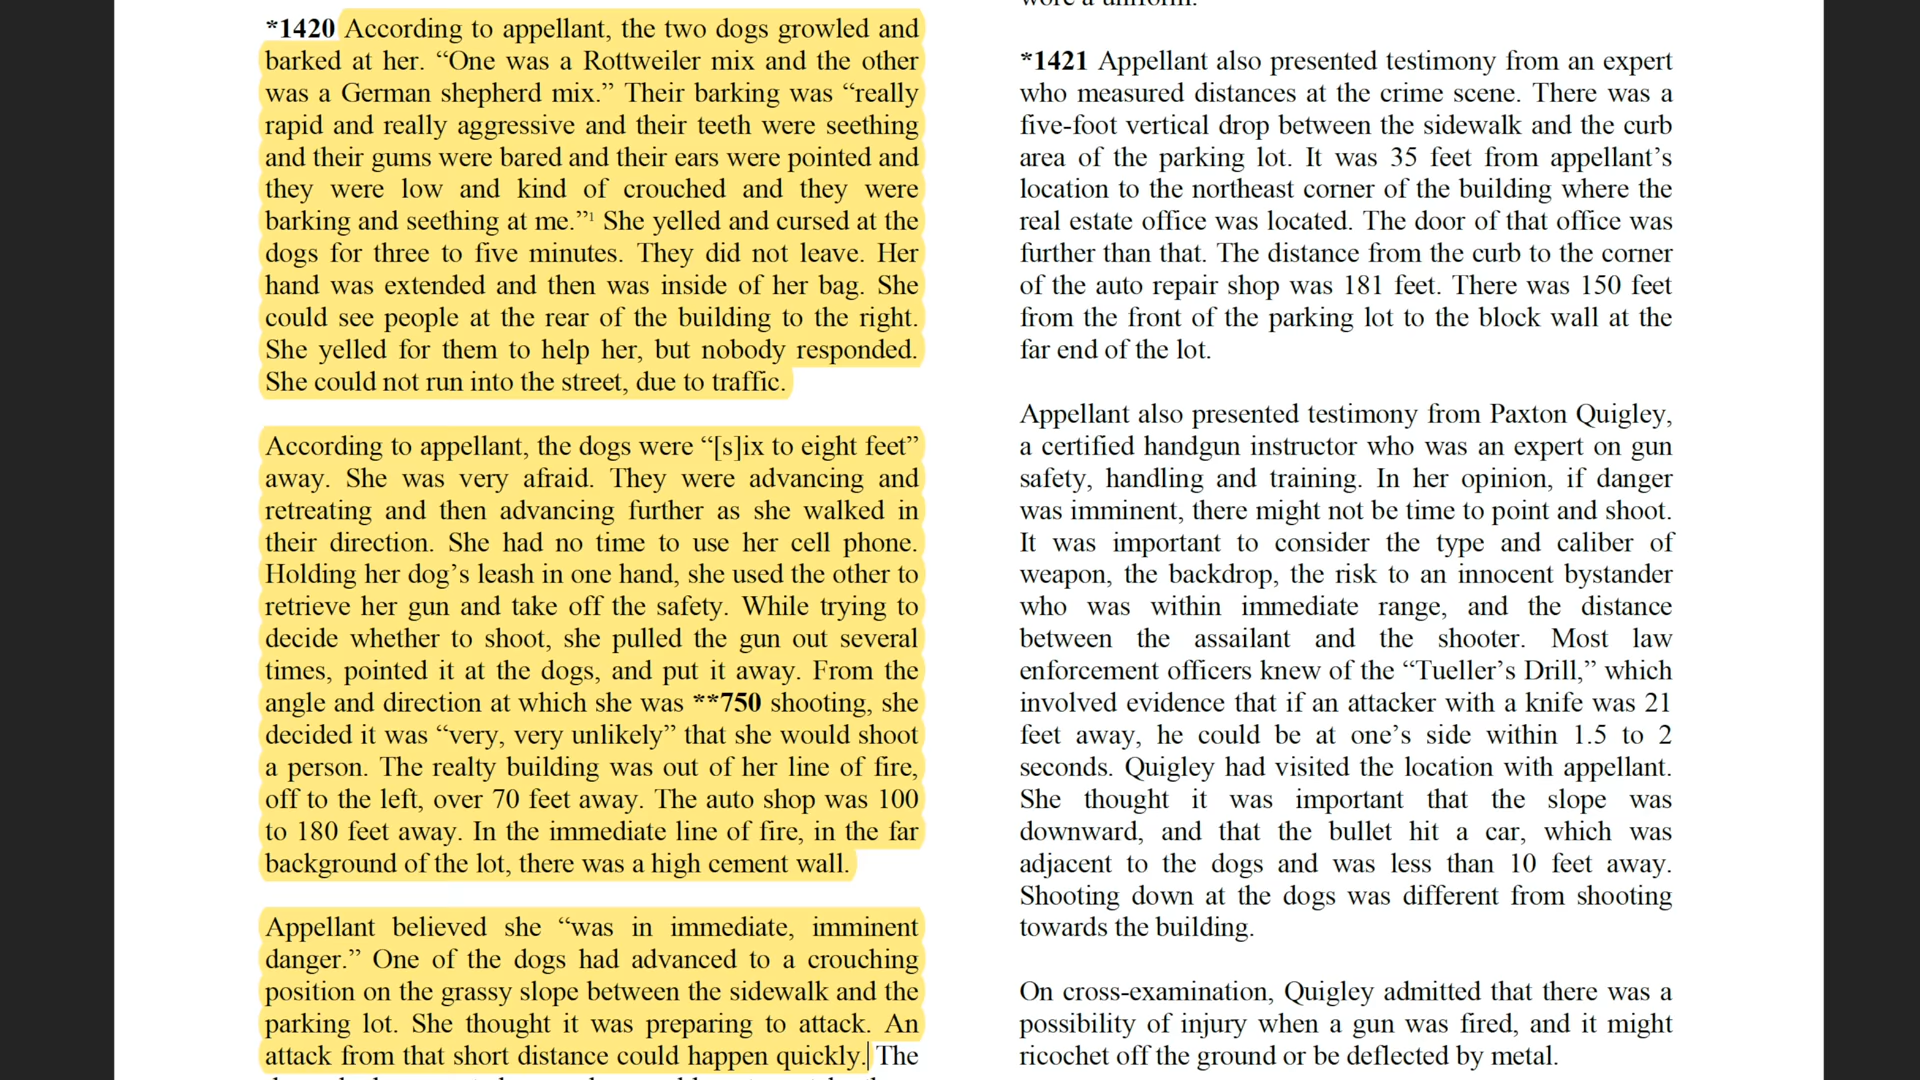 *1420 According to appellant, the two dogs growled and
barked at her. “One was a Rottweiler mix and the other
was a German shepherd mix.” Their barking was “really
rapid and really aggressive and their teeth were seething
and their gums were bared and their ears were pointed and
they were low and kind of crouched and they were
barking and seething at me.”1 She yelled and cursed at the
dogs for three to five minutes. They did not leave. Her
hand was extended and then was inside of her bag. She
could see people at the rear of the building to the right.
She yelled for them to help her, but nobody responded.
She could not run into the street, due to traffic.
According to appellant, the dogs were “[s]ix to eight feet”
away. She was very afraid. They were advancing and
retreating and then advancing further as she walked in
their direction. She had no time to use her cell phone.
Holding her dog’s leash in one hand, she used the other to
retrieve her gun and take off the safety. While trying to
decide whether to shoot, she pulled the gun out several
times, pointed it at the dogs, and put it away. From the
angle and direction at which she was **750 shooting, she
decided it was “very, very unlikely” that she would shoot
a person. The realty building was out of her line of fire,
off to the left, over 70 feet away. The auto shop was 100
to 180 feet away. In the immediate line of fire, in the far
background of the lot, there was a high cement wall.
Appellant believed she “was in immediate, imminent
danger.” One of the dogs had advanced to a crouching
position on the grassy slope between the sidewalk and the
parking lot. She thought it was preparing to attack. An
attack from that short distance could happen quickly. The
wore a uniform.
*1421 Appellant also presented testimony from an expert
who measured distances at the crime scene. There was a
five-foot vertical drop between the sidewalk and the curb
area of the parking lot. It was 35 feet from appellant’s
location to the northeast corner of the building where the
real estate office was located. The door of that office was
further than that. The distance from the curb to the corner
of the auto repair shop was 181 feet. There was 150 feet
from the front of the parking lot to the block wall at the
far end of the lot.
Appellant also presented testimony from Paxton Quigley,
a certified handgun instructor who was an expert on gun
safety, handling and training. In her opinion, if danger
was imminent, there might not be time to point and shoot.
It was important to consider the type and caliber of
weapon, the backdrop, the risk to an innocent bystander
who was within immediate range, and the distance
between the assailant and the shooter. Most law
enforcement officers knew of the “Tueller’s Drill,” which
involved evidence that if an attacker with a knife was 21
feet away, he could be at one’s side within 1.5 to 2
seconds. Quigley had visited the location with appellant.
She thought it was important that the slope was
downward, and that the bullet hit a car, which was
adjacent to the dogs and was less than 10 feet away.
Shooting down at the dogs was different from shooting
towards the building.
On cross-examination, Quigley admitted that there was a
possibility of injury when a gun was fired, and it might
ricochet off the ground or be deflected by metal.